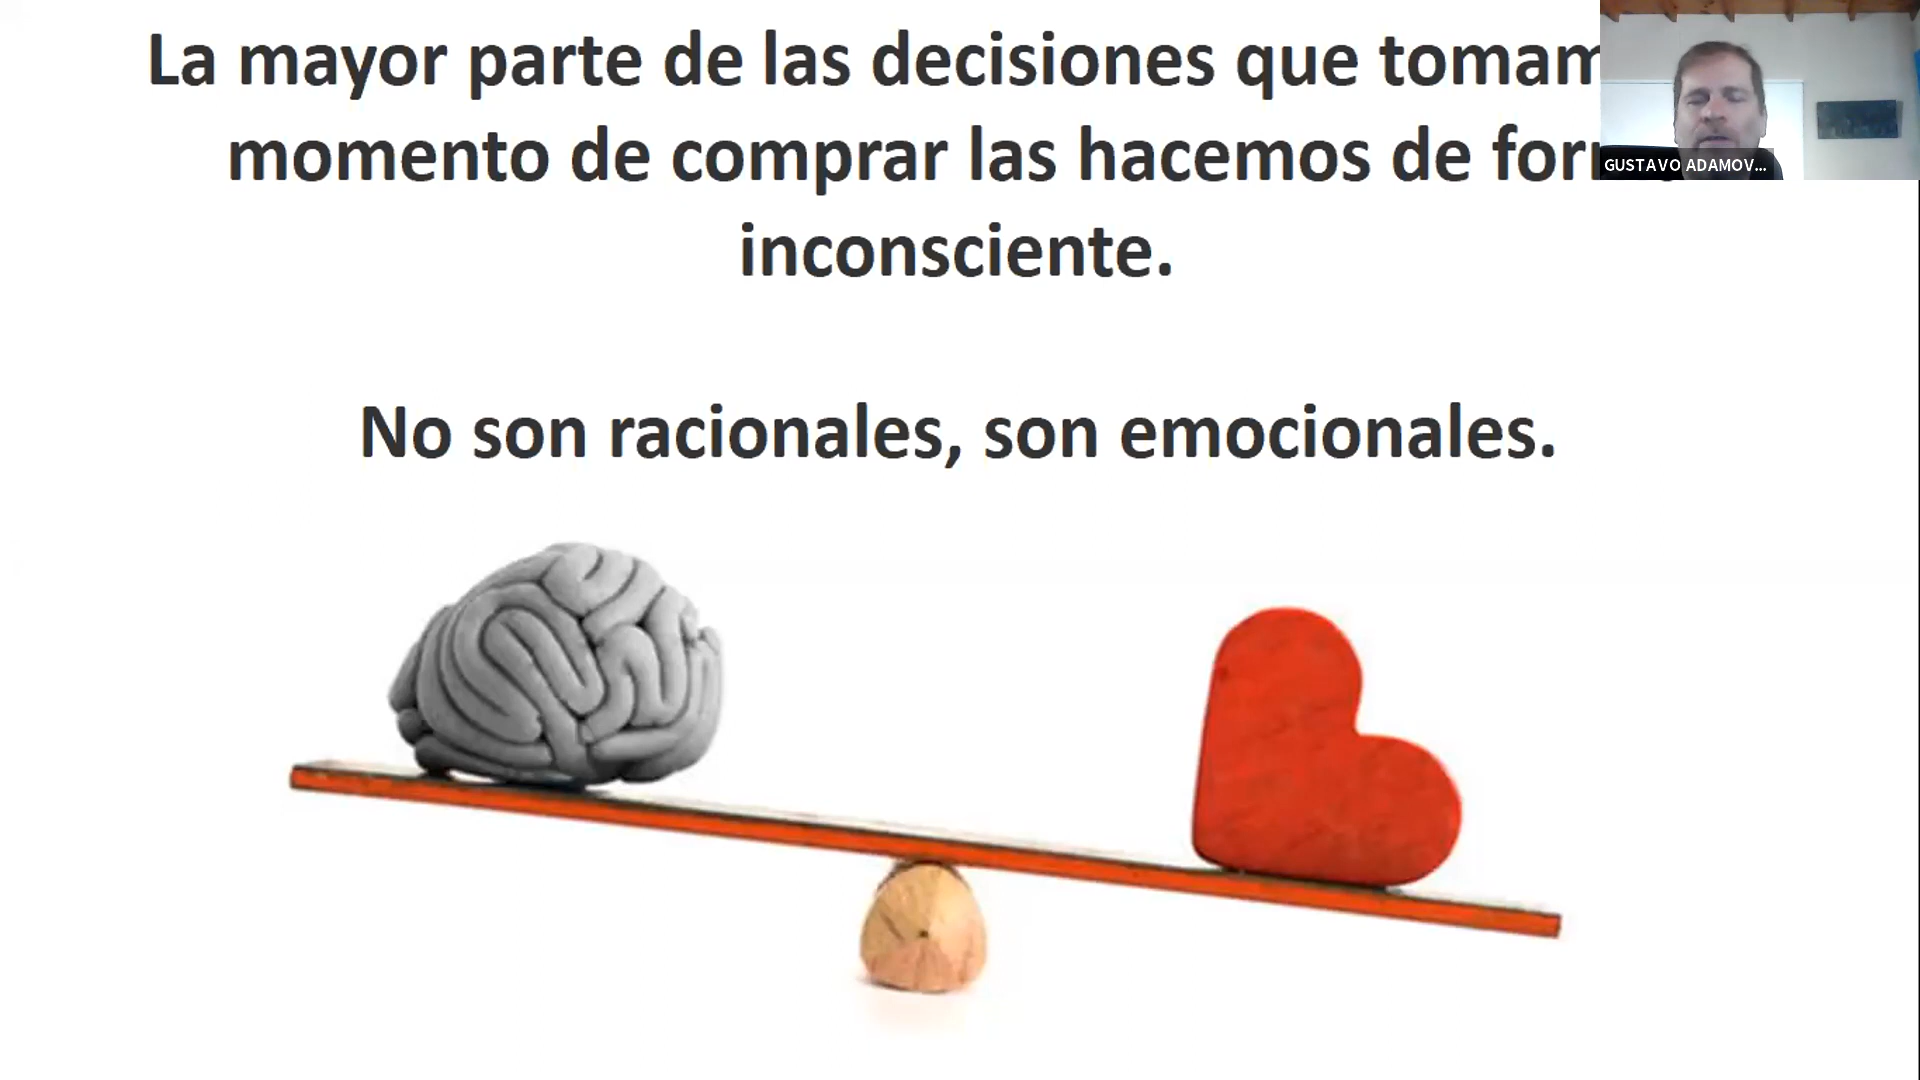 La mayor parte de las decisiones que tomam
momento de comprar las hacemos de for
inconsciente.
No son racionales, son emocionales.
GUSTAVO ADAMOV...